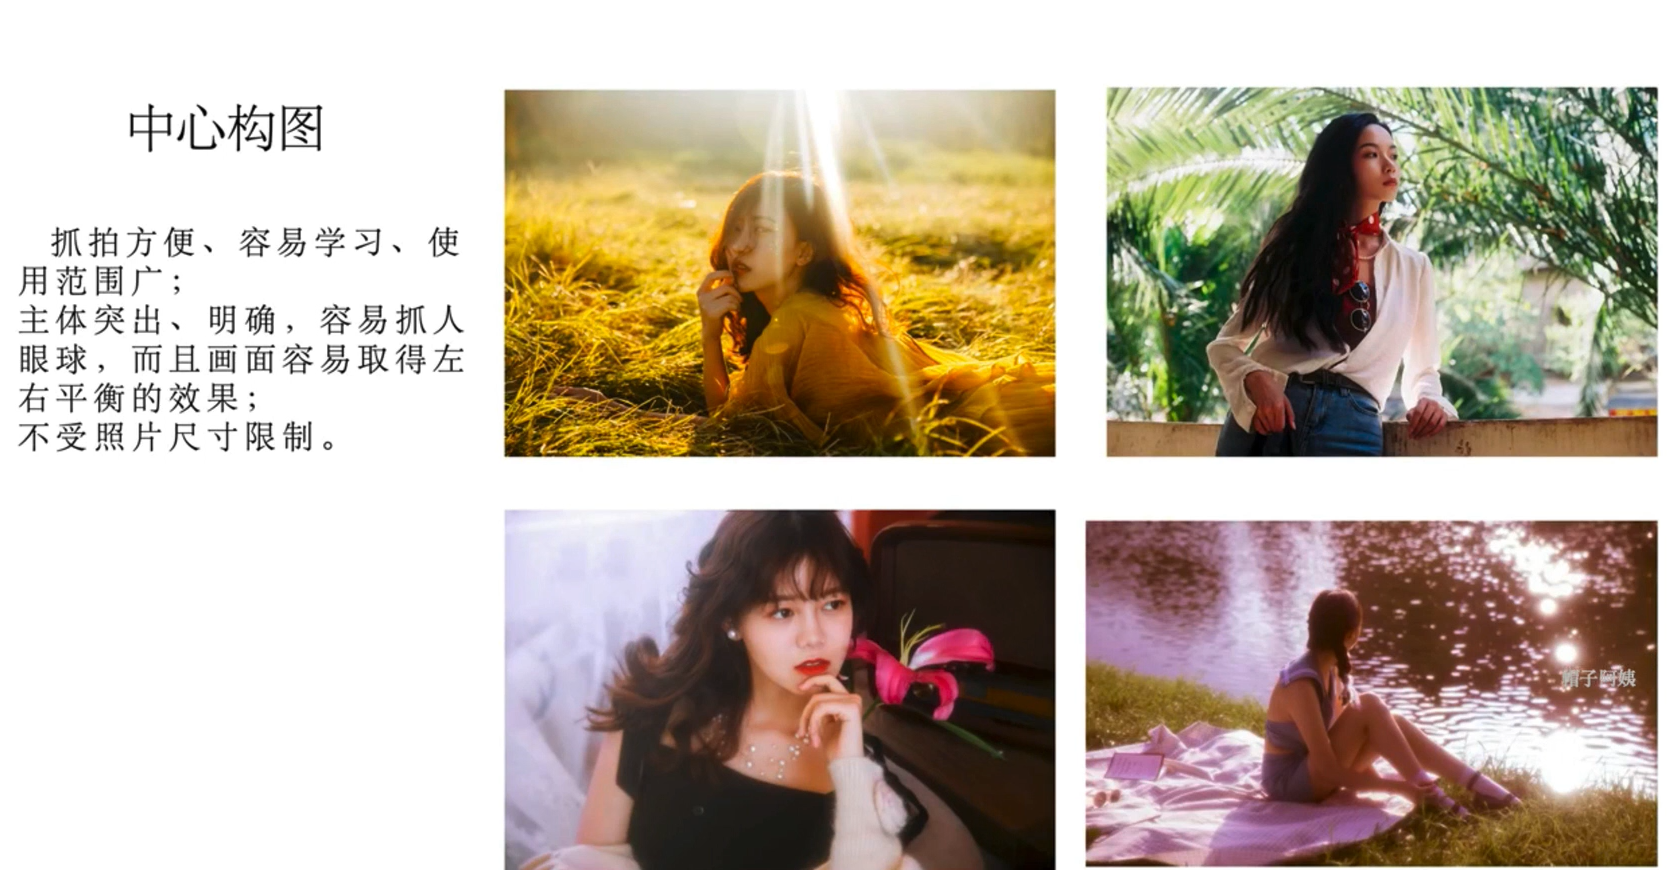 中心构图
抓拍方便、容易学习、使
用范围广；
主体突出、明确，容易抓人
眼球，而且画面容易取得左
右平衡的效果；
不受照片尺寸限制。
帽子阿姨